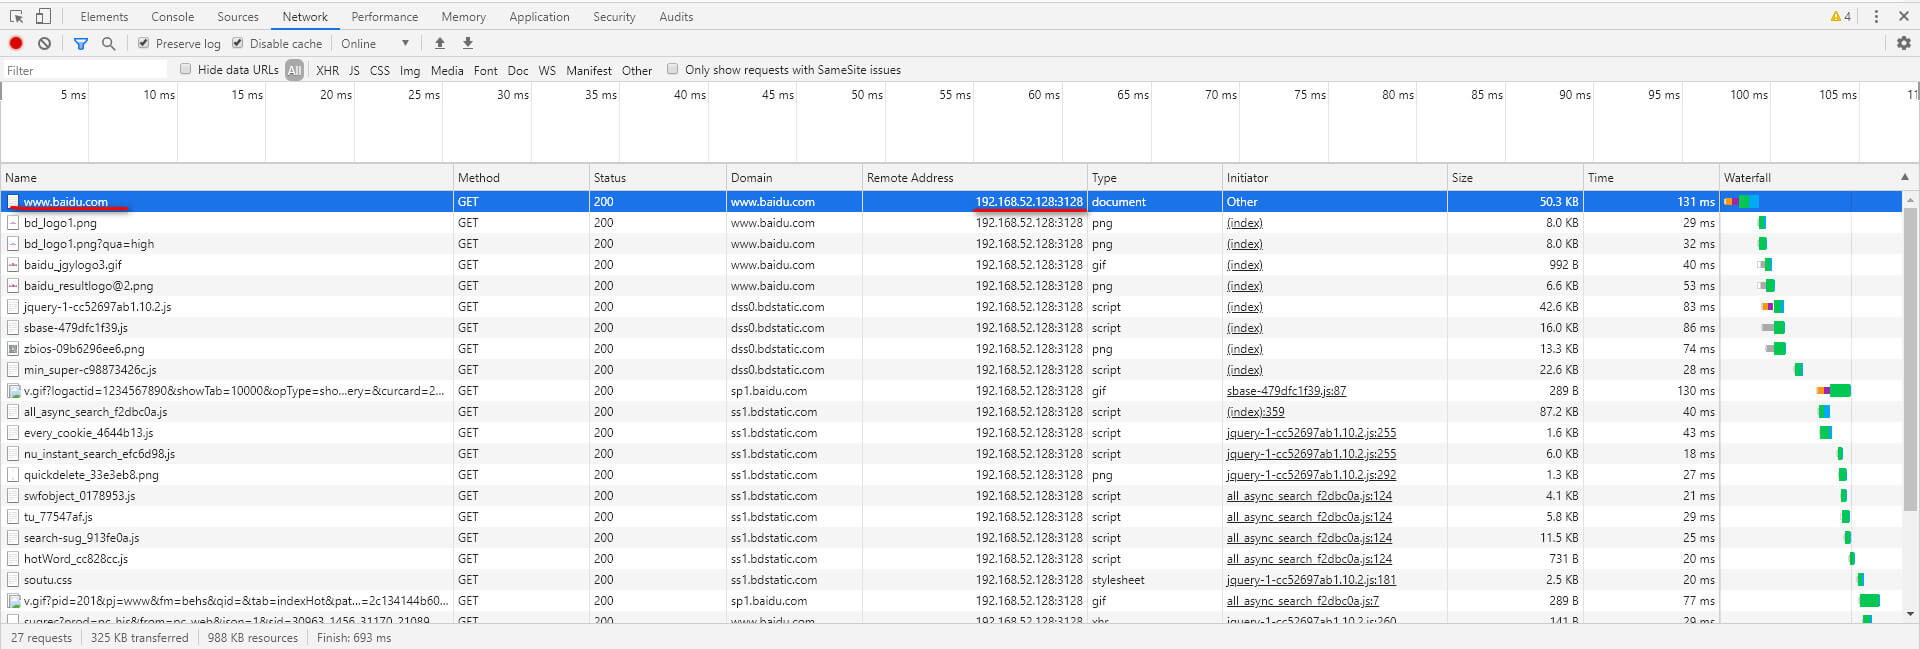 Elements Console Sources Network Performance Memory Application Security Audits 4
Preserve log Disable cache Online
Filter Hide data URLs All XHR JS CSS Img Media Font Doc WS Manifest Other Only show requests with SameSite issues
5 ms 10 ms 15 ms 20 ms 25 ms 30 ms 35 ms 40 ms 45 ms 50 ms 55 ms 60 ms 65 ms 70 ms 75 ms 80 ms 85 ms 90 ms 95 ms 100 ms 105 ms 11
Name Method Status Domain Remote Address Type Initiator Size Time Waterfall
www.baidu.com GET 200 www.baidu.com 192.168.52.128:3128 document Other 50.3 KB 131 ms
bd_logo1.png GET 200 www.baidu.com 192.168.52.128:3128 png (index) 8.0 KB 29 ms
bd_logo1.png?qua=high GET 200 www.baidu.com 192.168.52.128:3128 png (index) 8.0 KB 32 ms
baidu_jgylogo3.gif GET 200 www.baidu.com 192.168.52.128:3128 gif (index) 992 B 40 ms
baidu_resultlogo@2.png GET 200 www.baidu.com 192.168.52.128:3128 png (index) 6.6 KB 53 ms
jquery-1-cc52697ab1.10.2.js GET 200 dss0.bdstatic.com 192.168.52.128:3128 script (index) 42.6 KB 83 ms
sbase-479dfc1f39.js GET 200 dss0.bdstatic.com 192.168.52.128:3128 script (index) 16.0 KB 86 ms
zbios-09b6296ee6.png GET 200 dss0.bdstatic.com 192.168.52.128:3128 png (index) 13.3 KB 74 ms
min_super-c98873426c.js GET 200 dss0.bdstatic.com 192.168.52.128:3128 script (index) 22.6 KB 28 ms
v.gif?logactid=1234567890&showTab=10000&opType=sho...ery=&curcard=2... GET 200 sp1.baidu.com 192.168.52.128:3128 gif sbase-479dfc1f39.js:87 289 B 130 ms
all_async_search_f2dbc0a.js GET 200 ss1.bdstatic.com 192.168.52.128:3128 script (index):359 87.2 KB 40 ms
every_cookie_4644b13.js GET 200 ss1.bdstatic.com 192.168.52.128:3128 script jquery-1-cc52697ab1.10.2.js:255 1.6 KB 43 ms
nu_instant_search_efc6d98.js GET 200 ss1.bdstatic.com 192.168.52.128:3128 script jquery-1-cc52697ab1.10.2.js:255 6.0 KB 18 ms
quickdelete_33e3eb8.png GET 200 ss1.bdstatic.com 192.168.52.128:3128 png jquery-1-cc52697ab1.10.2.js:292 1.3 KB 27 ms
swfobject_0178953.js GET 200 ss1.bdstatic.com 192.168.52.128:3128 script all_async_search_f2dbc0a.js:124 4.1 KB 21 ms
tu_77547af.js GET 200 ss1.bdstatic.com 192.168.52.128:3128 script all_async_search_f2dbc0a.js:124 5.8 KB 29 ms
search-sug_913fe0a.js GET 200 ss1.bdstatic.com 192.168.52.128:3128 script all_async_search_f2dbc0a.js:124 11.5 KB 25 ms
hotWord_cc828cc.js GET 200 ss1.bdstatic.com 192.168.52.128:3128 script all_async_search_f2dbc0a.js:124 731 B 20 ms
soutu.css GET 200 ss1.bdstatic.com 192.168.52.128:3128 stylesheet jquery-1-cc52697ab1.10.2.js:181 2.5 KB 20 ms
v.gif?pid=201&pj=www&fm=behs&qid=&tab=indexHot&pat...=2c134144b60... GET 200 sp1.baidu.com 192.168.52.128:3128 gif all_async_search_f2dbc0a.js:7 289 B 77 ms
sugrec?prod=pc_his&from=pc_web&json=1&sid=30963_1456_31170_21089 GET 200 www.baidu.com 192.168.52.128:3128 xhr jquery-1-cc52697ab1.10.2.js:260 141 B 29 ms
27 requests 325 KB transferred 988 KB resources Finish: 693 ms